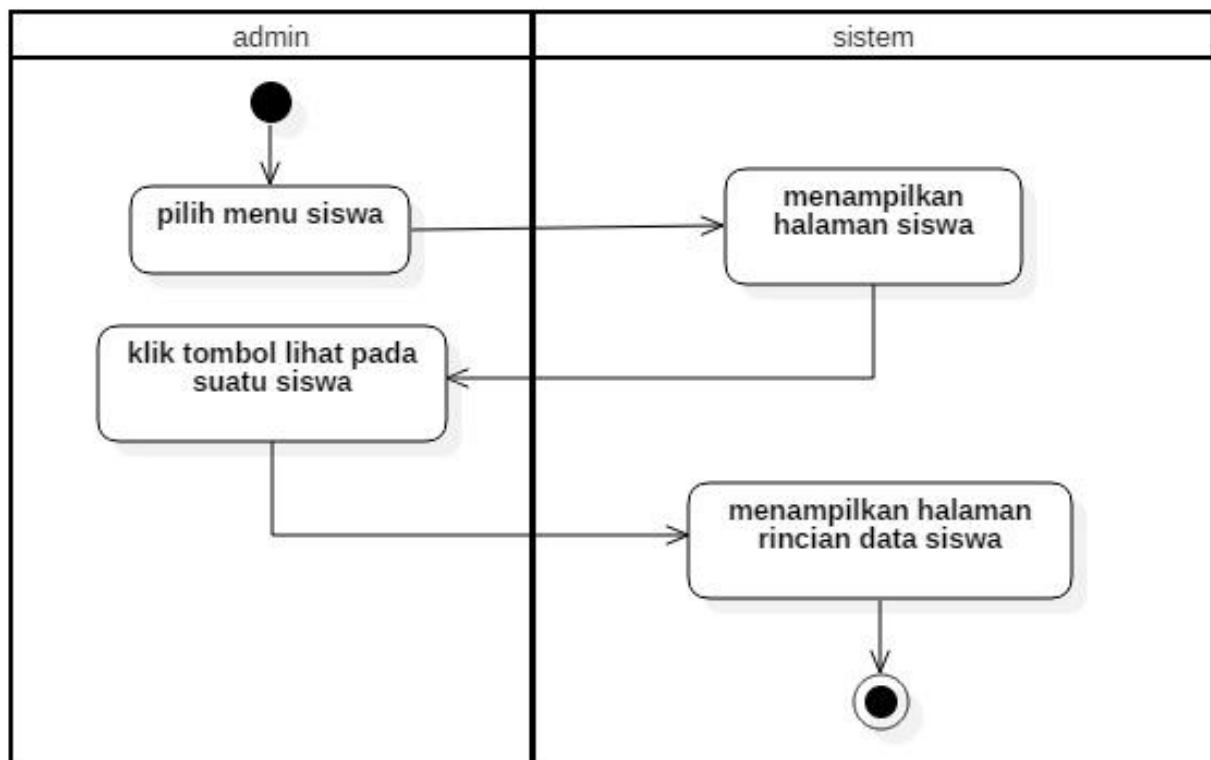 admin
sistem
pilih menu siswa
menampilkan
halaman siswa
klik tombol lihat pada
suatu siswa
menampilkan halaman
rincian data siswa